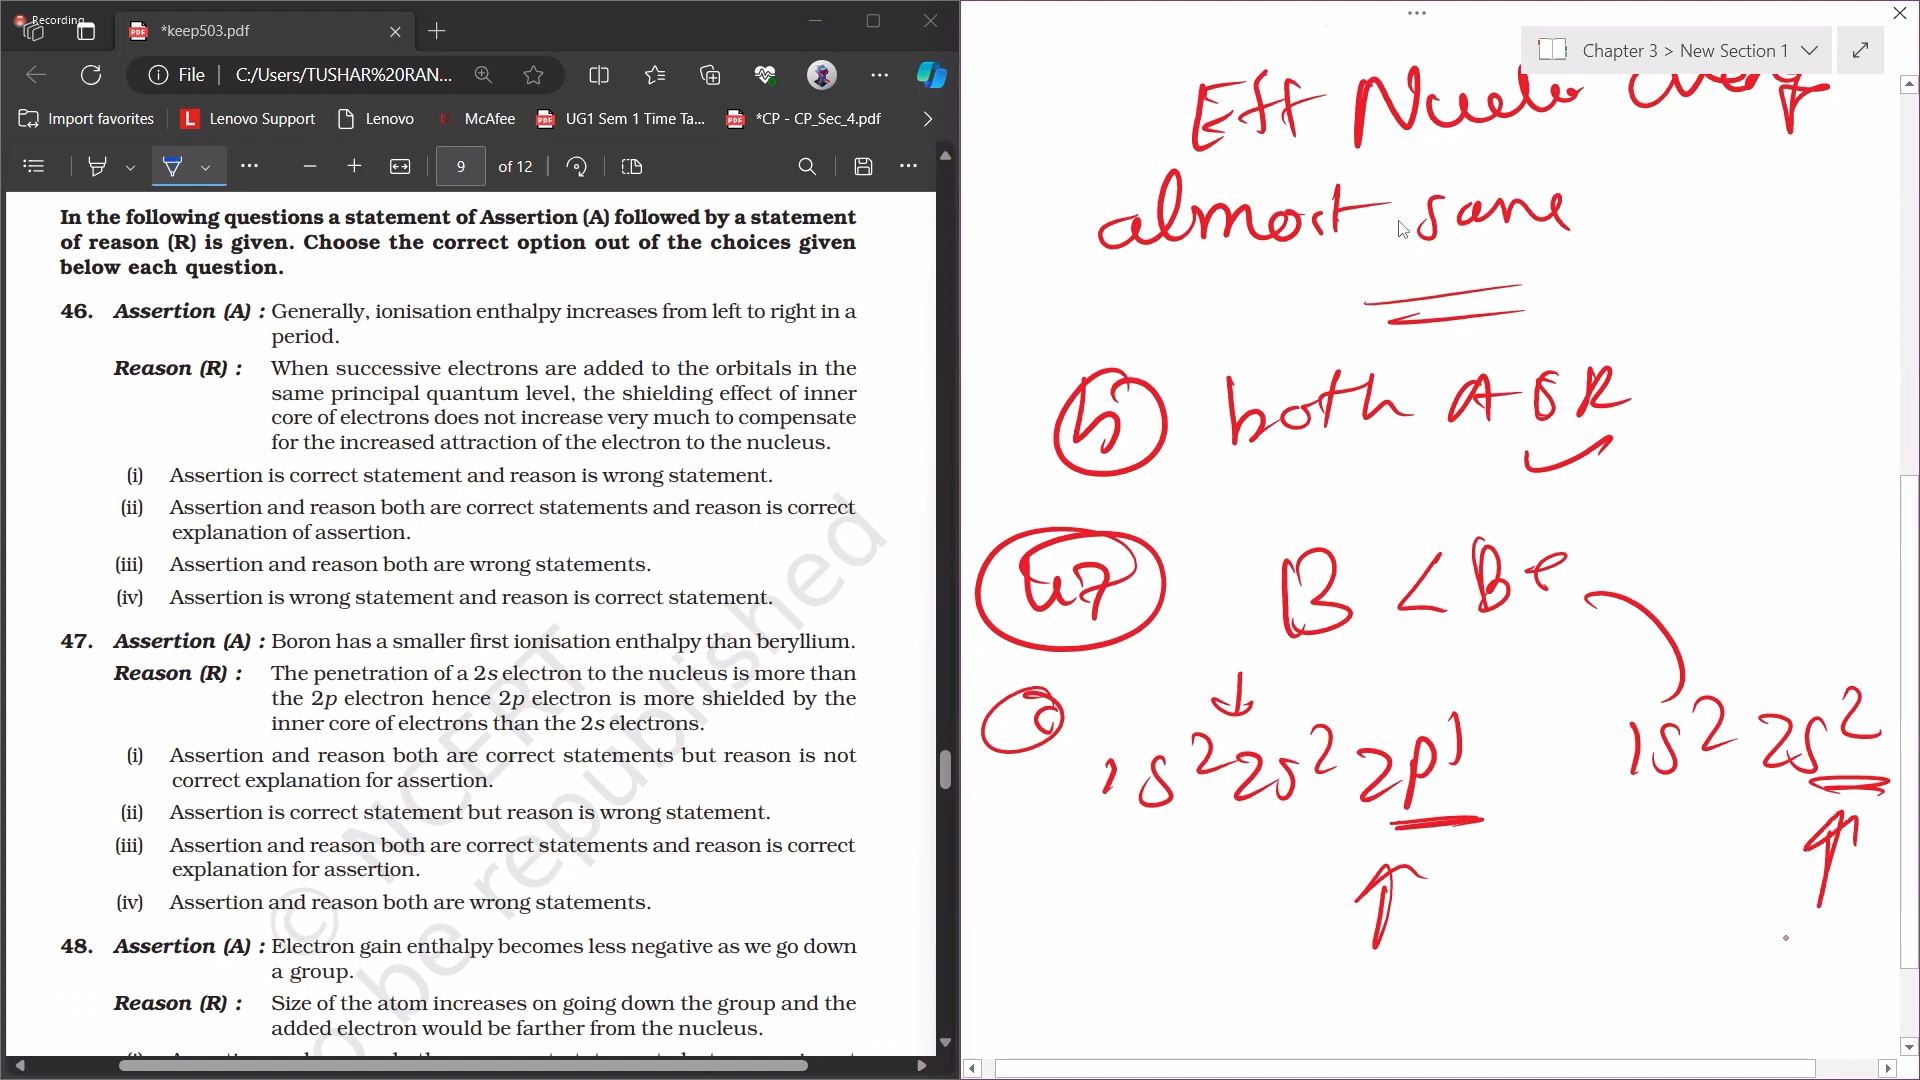 Recording
*keep503.pdf
File
C:/Users/TUSHAR%20RAN...
Import favorites
Lenovo Support
Lenovo
McAfee
UG1 Sem 1 Time Ta...
*CP - CP_Sec_4.pdf
9 of 12
In the following questions a statement of Assertion (A) followed by a statement
of reason (R) is given. Choose the correct option out of the choices given
below each question.
46. Assertion (A) : Generally, ionisation enthalpy increases from left to right in a
period.
Reason (R) : When successive electrons are added to the orbitals in the
same principal quantum level, the shielding effect of inner
core of electrons does not increase very much to compensate
for the increased attraction of the electron to the nucleus.
(i) Assertion is correct statement and reason is wrong statement.
(ii) Assertion and reason both are correct statements and reason is correct
explanation of assertion.
(iii) Assertion and reason both are wrong statements.
(iv) Assertion is wrong statement and reason is correct statement.
47. Assertion (A) : Boron has a smaller first ionisation enthalpy than beryllium.
Reason (R) : The penetration of a 2s electron to the nucleus is more than
the 2p electron hence 2p electron is more shielded by the
inner core of electrons than the 2s electrons.
(i) Assertion and reason both are correct statements but reason is not
correct explanation for assertion.
(ii) Assertion is correct statement but reason is wrong statement.
(iii) Assertion and reason both are correct statements and reason is correct
explanation for assertion.
(iv) Assertion and reason both are wrong statements.
48. Assertion (A) : Electron gain enthalpy becomes less negative as we go down
a group.
Reason (R) : Size of the atom increases on going down the group and the
added electron would be farther from the nucleus.
© NCERT
be republished
Chapter 3 > New Section 1
Eff
almost same
both A & R
47 B < Be
1s² 2s² 2p¹ 1s² 2s²